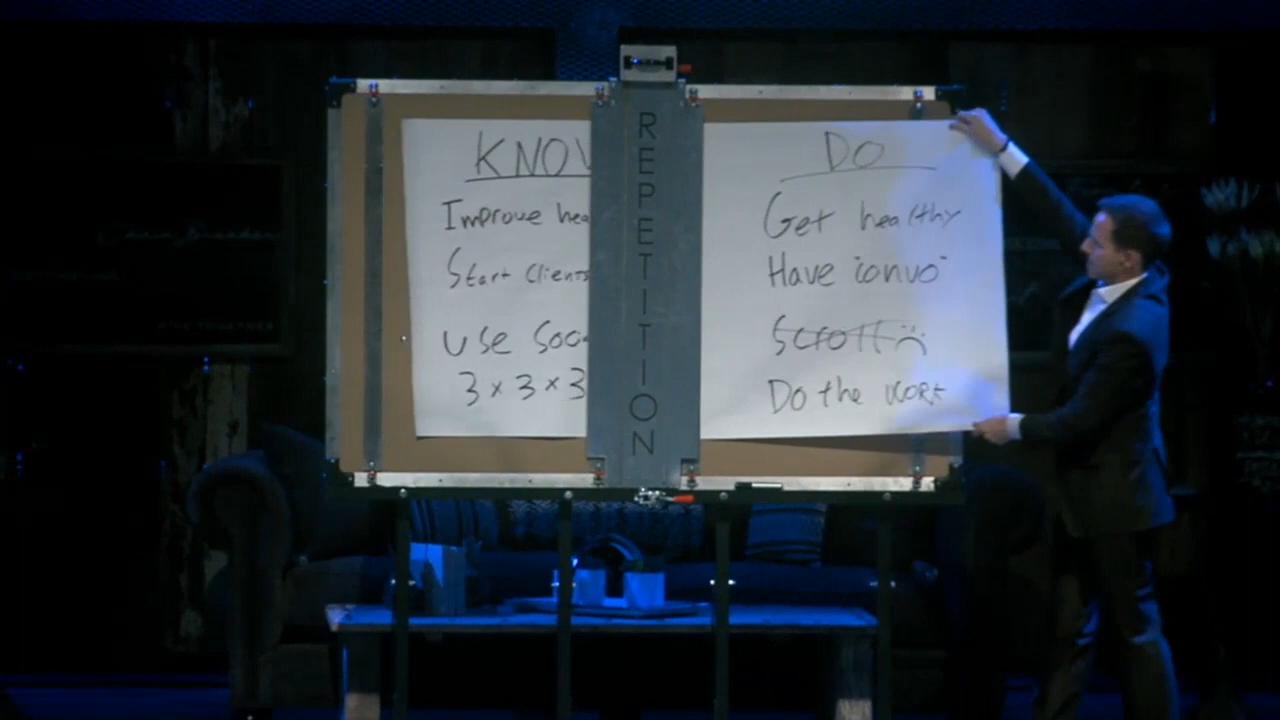 KNOW
Improve hea
Start Clients
Use Soc
3 x 3 x 3
REPETITION
DO
Get healthy
Have convo
Scroll :(
Do the WORK